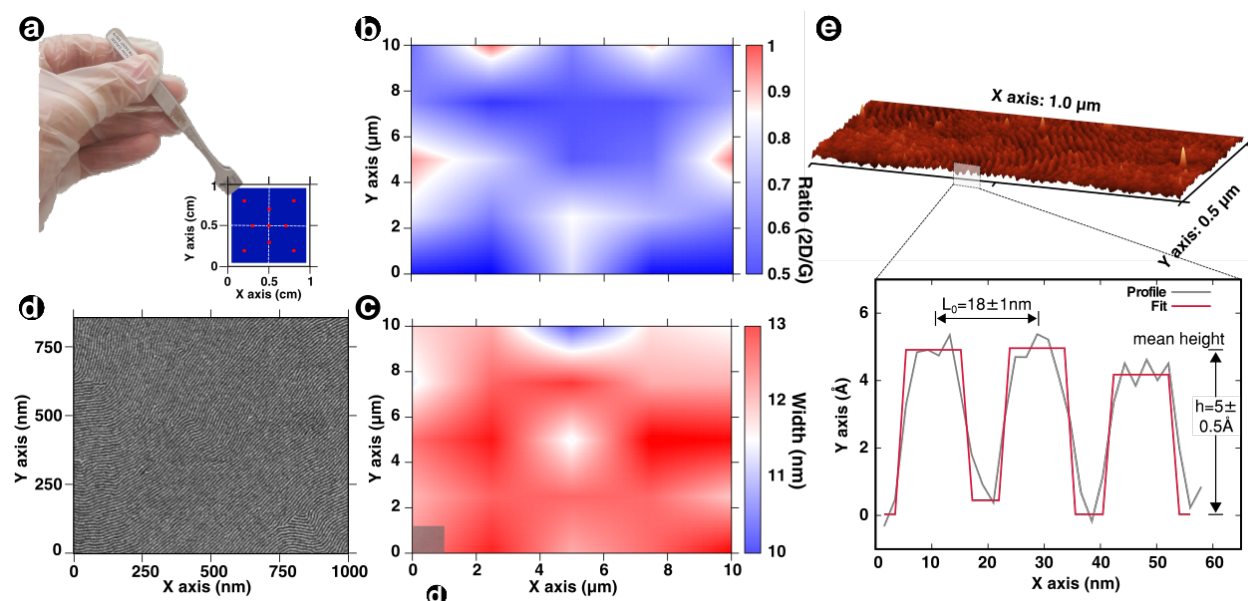 a
1
Y axis (cm)
0.5
0
0
0.5
1
X axis (cm)
b
10
8
6
4
2
0
Y axis (µm)
1
0.9
0.8
0.7
0.6
0.5
Ratio (2D/G)
c
10
8
6
4
2
0
Y axis (µm)
0
2
4
6
8
10
X axis (µm)
d
13
12
11
10
Width (nm)
d
750
500
250
0
Y axis (nm)
0
250
500
750
1000
X axis (nm)
e
X axis: 1.0 µm
Y axis: 0.5 µm
Profile
Fit
L₀=18±1nm
mean height
h=5±
0.5Å
6
4
2
0
Y axis (Å)
0
10
20
30
40
50
60
X axis (nm)